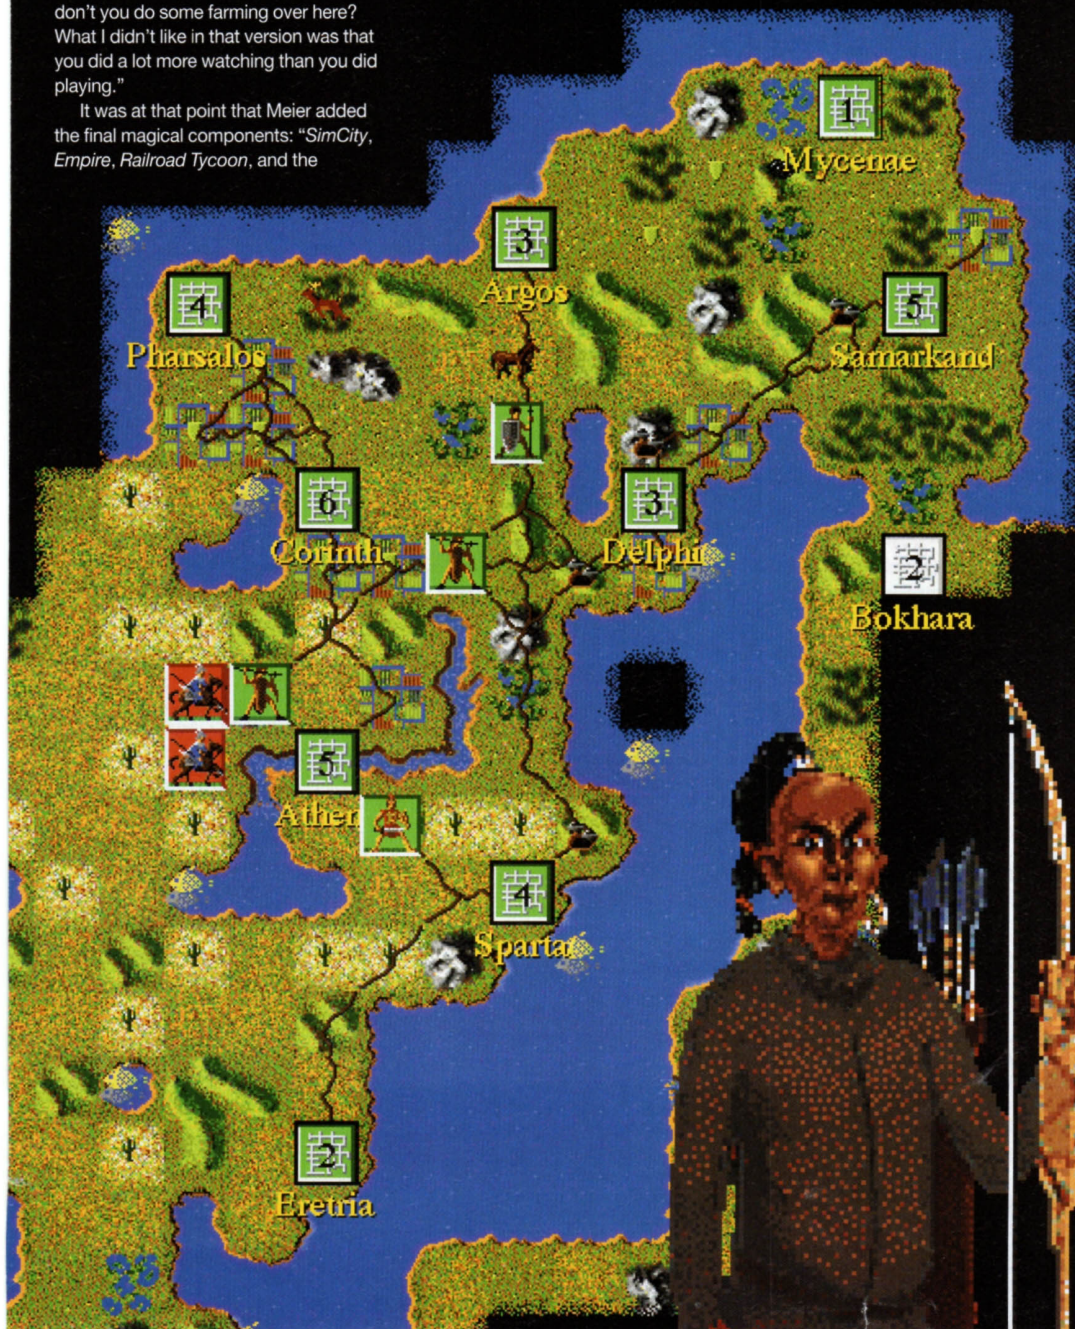 don’t you do some farming over here?
What I didn’t like in that version was that
you did a lot more watching than you did
playing.”
It was at that point that Meier added
the final magical components: “SimCity,
Empire, Railroad Tycoon, and the
1
Mycenae
3
Argos
4
Pharsalos
5
Samarkand
6
Corinth
3
Delphi
2
Bokhara
5
Ather
4
Sparta
2
Eretria